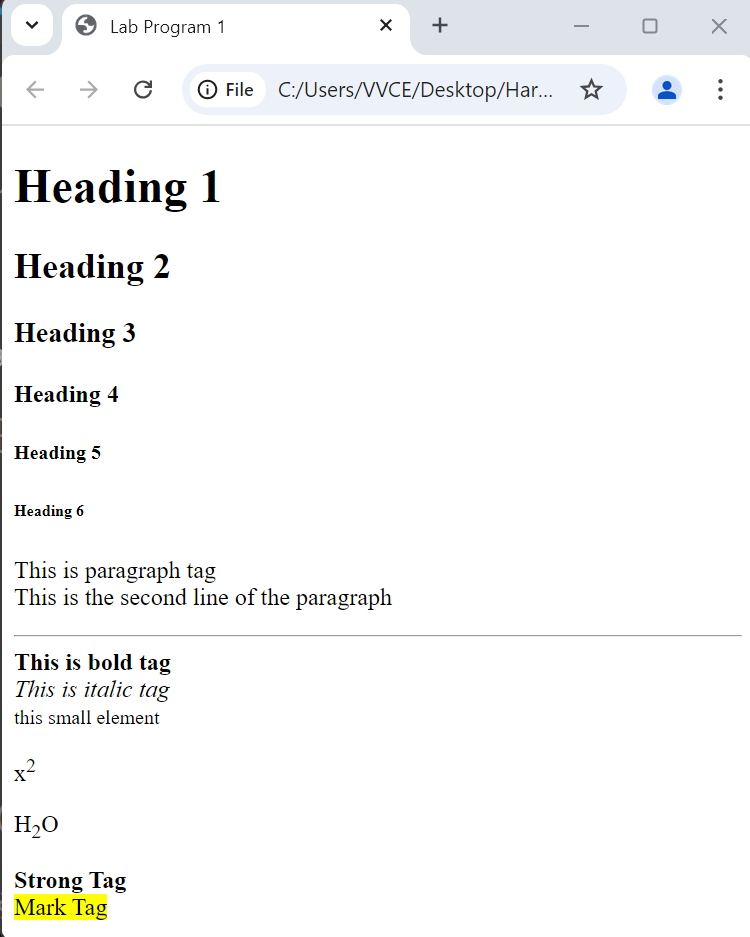 Lab Program 1
File C:/Users/VVCE/Desktop/Har...
Heading 1
Heading 2
Heading 3
Heading 4
Heading 5
Heading 6
This is paragraph tag
This is the second line of the paragraph
This is bold tag
This is italic tag
this small element
x²
H₂O
Strong Tag
Mark Tag